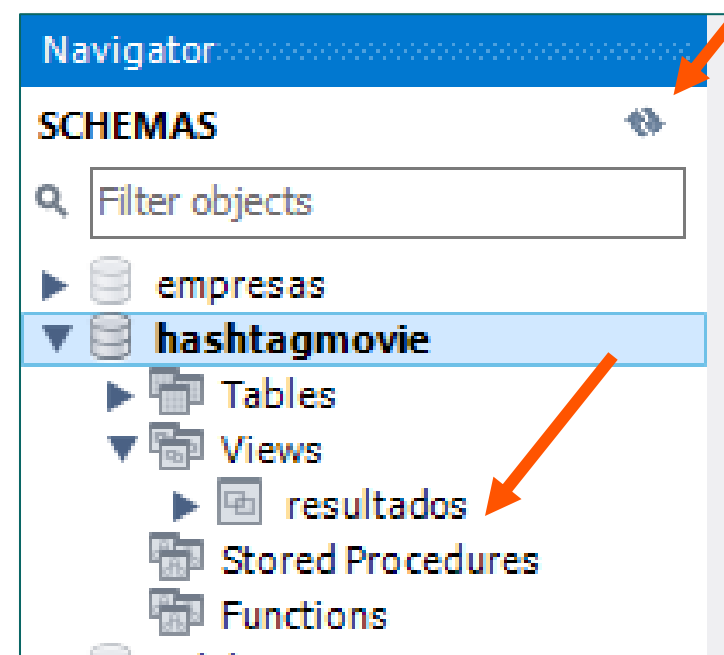 Navigator
SCHEMAS
Filter objects
empresas
hashtagmovie
Tables
Views
resultados
Stored Procedures
Functions